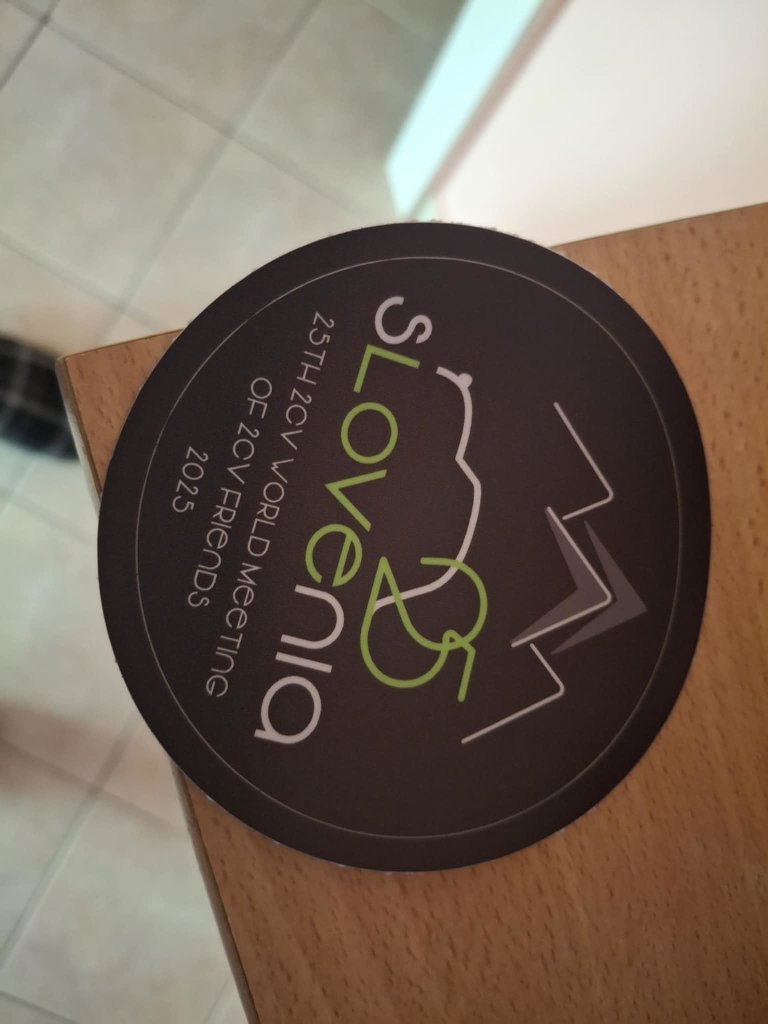 25
sLovenia
25TH 2CV WORLD MEETING
OF 2CV FRIENDS
2025